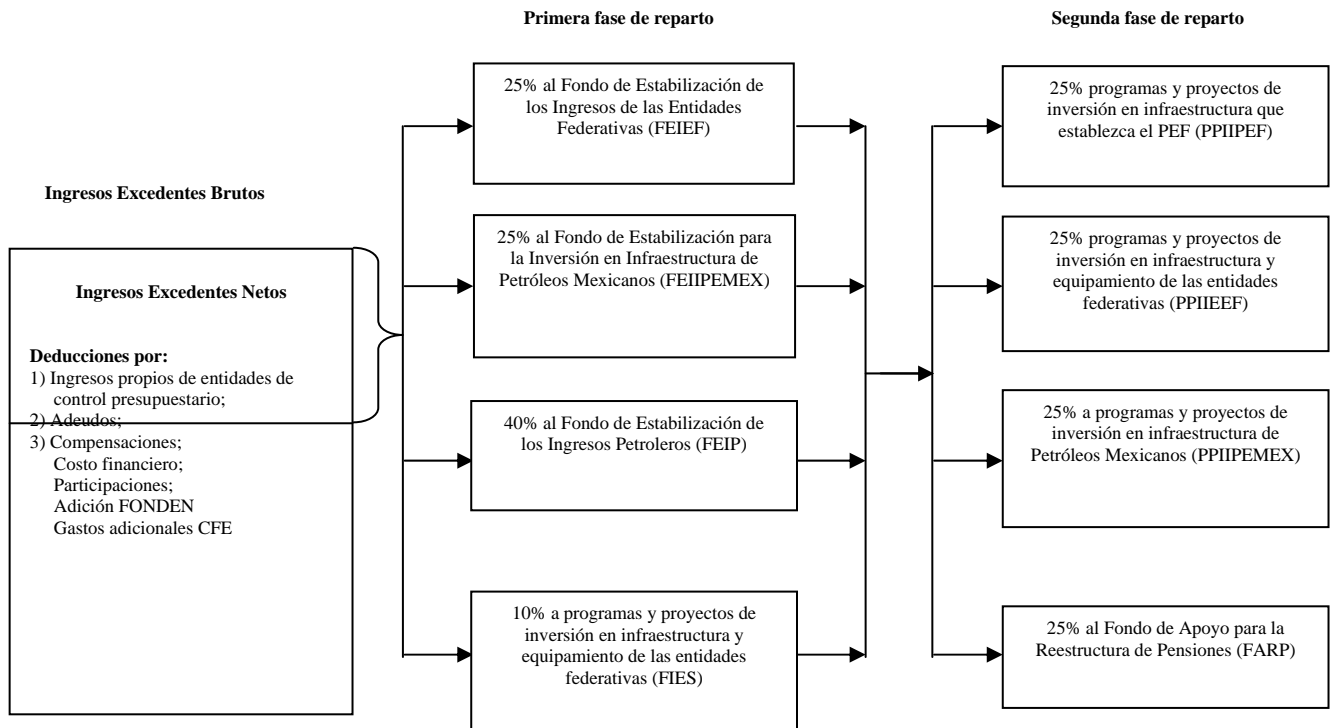 Primera fase de reparto
Segunda fase de reparto
Ingresos Excedentes Brutos
Ingresos Excedentes Netos
Deducciones por:
1) Ingresos propios de entidades de
control presupuestario;
2) Adeudos;
3) Compensaciones;
Costo financiero;
Participaciones;
Adición FONDEN
Gastos adicionales CFE
25% al Fondo de Estabilización de
los Ingresos de las Entidades
Federativas (FEIEF)
25% al Fondo de Estabilización para
la Inversión en Infraestructura de
Petróleos Mexicanos (FEIIPEMEX)
40% al Fondo de Estabilización de
los Ingresos Petroleros (FEIP)
10% a programas y proyectos de
inversión en infraestructura y
equipamiento de las entidades
federativas (FIES)
25% programas y proyectos de
inversión en infraestructura que
establezca el PEF (PPIIPEF)
25% programas y proyectos de
inversión en infraestructura y
equipamiento de las entidades
federativas (PPIIEEF)
25% a programas y proyectos de
inversión en infraestructura de
Petróleos Mexicanos (PPIIPEMEX)
25% al Fondo de Apoyo para la
Reestructura de Pensiones (FARP)